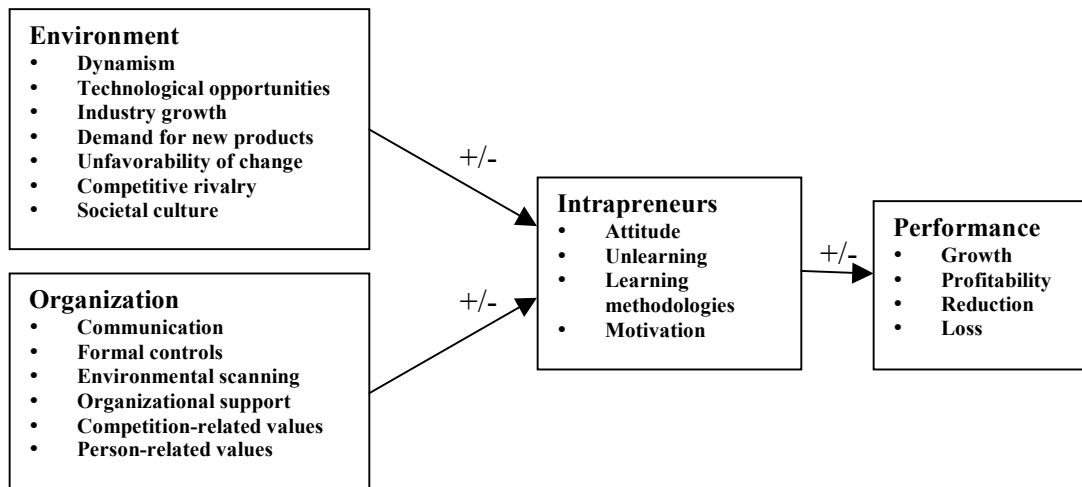 Environment
• Dynamism
• Technological opportunities
• Industry growth
• Demand for new products
• Unfavorability of change
• Competitive rivalry
• Societal culture
+/-
Organization
• Communication
• Formal controls
• Environmental scanning
• Organizational support
• Competition-related values
• Person-related values
+/-
Intrapreneurs
• Attitude
• Unlearning
• Learning
methodologies
• Motivation
+/-
Performance
• Growth
• Profitability
• Reduction
• Loss